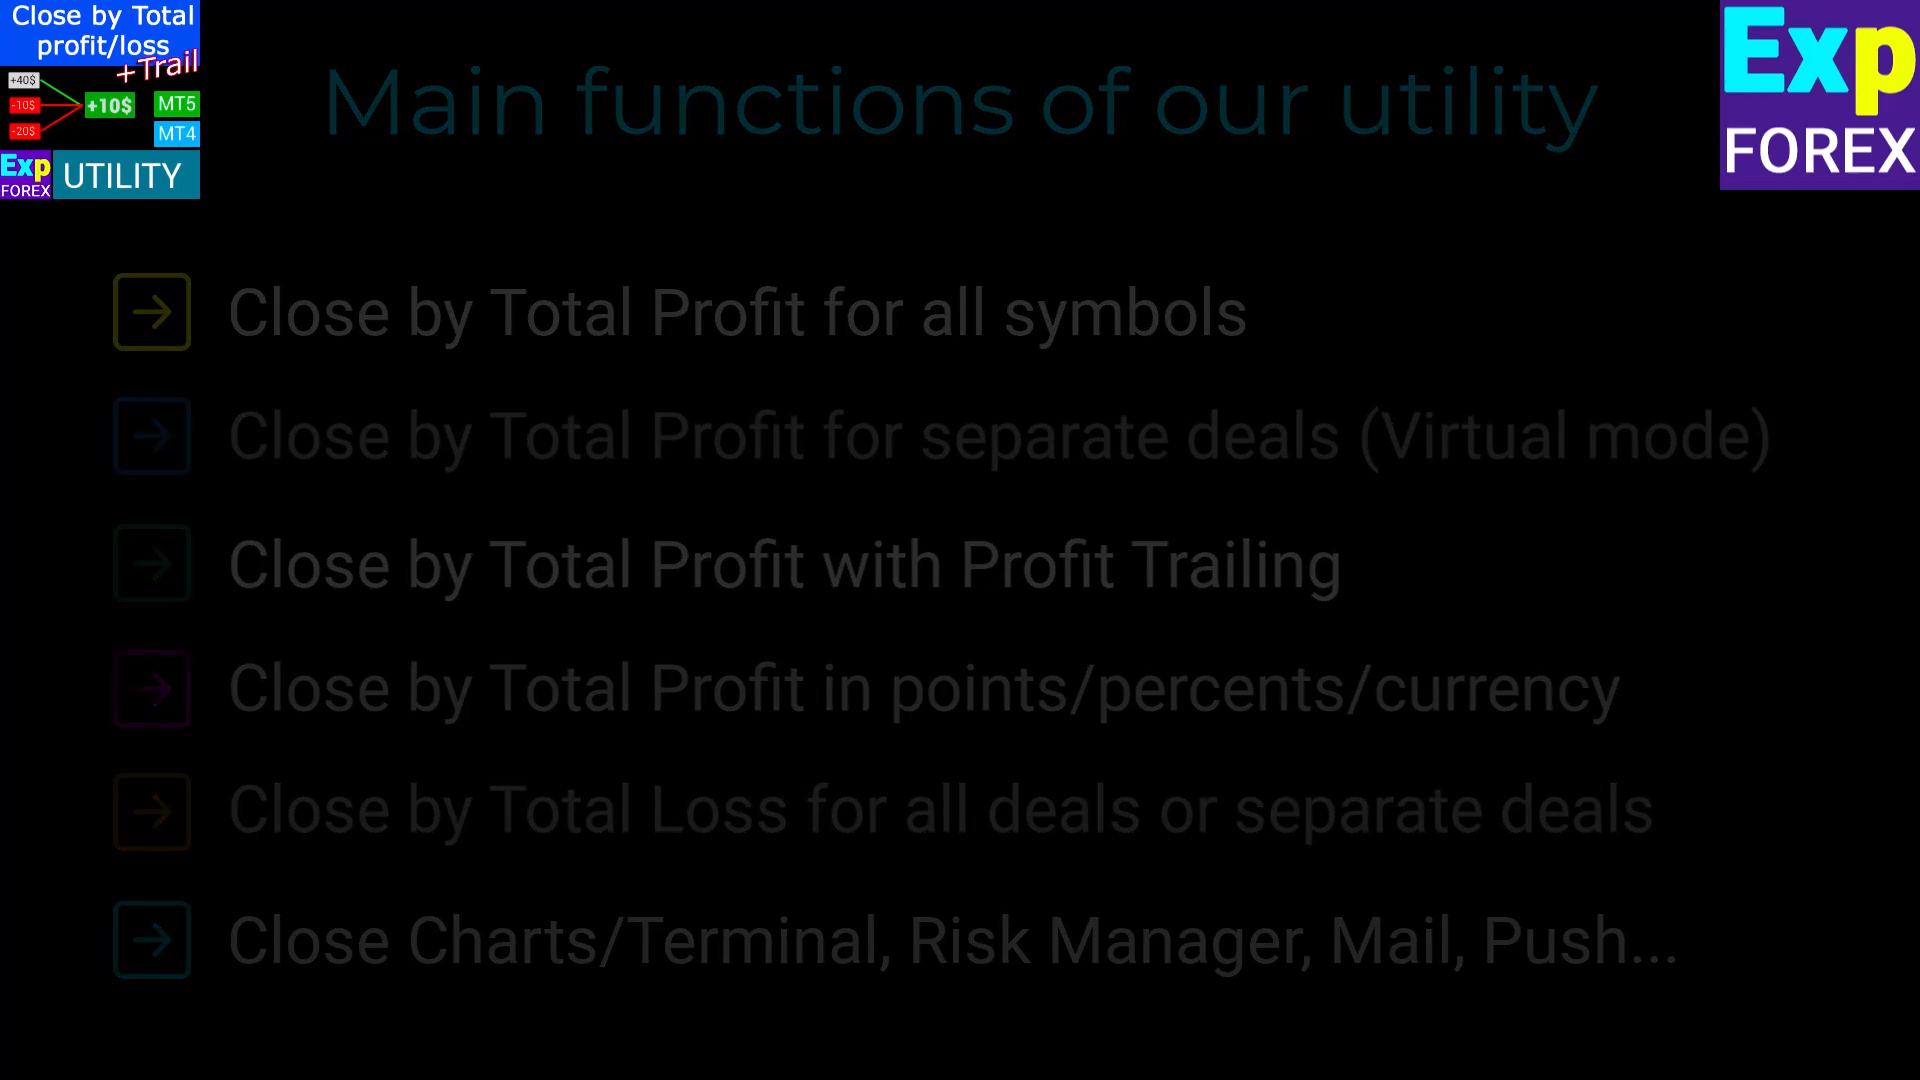 Close by Total
profit/loss
+Trail
+40$
-10$
-20$
+10$
MT5
MT4
Exp
FOREX
UTILITY
Main functions of our utility
Exp
FOREX
Close by Total Profit for all symbols
Close by Total Profit for separate deals (Virtual mode)
Close by Total Profit with Profit Trailing
Close by Total Profit in points/percents/currency
Close by Total Loss for all deals or separate deals
Close Charts/Terminal, Risk Manager, Mail, Push...